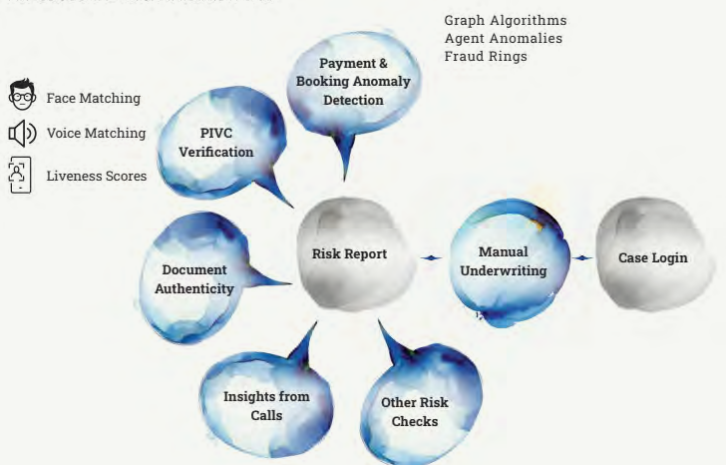 Graph Algorithms
Agent Anomalies
Fraud Rings
Payment &
Booking Anomaly
Detection
Face Matching
Voice Matching
Liveness Scores
PIVC
Verification
Document
Authenticity
Risk Report
Manual
Underwriting
Case Login
Insights from
Calls
Other Risk
Checks